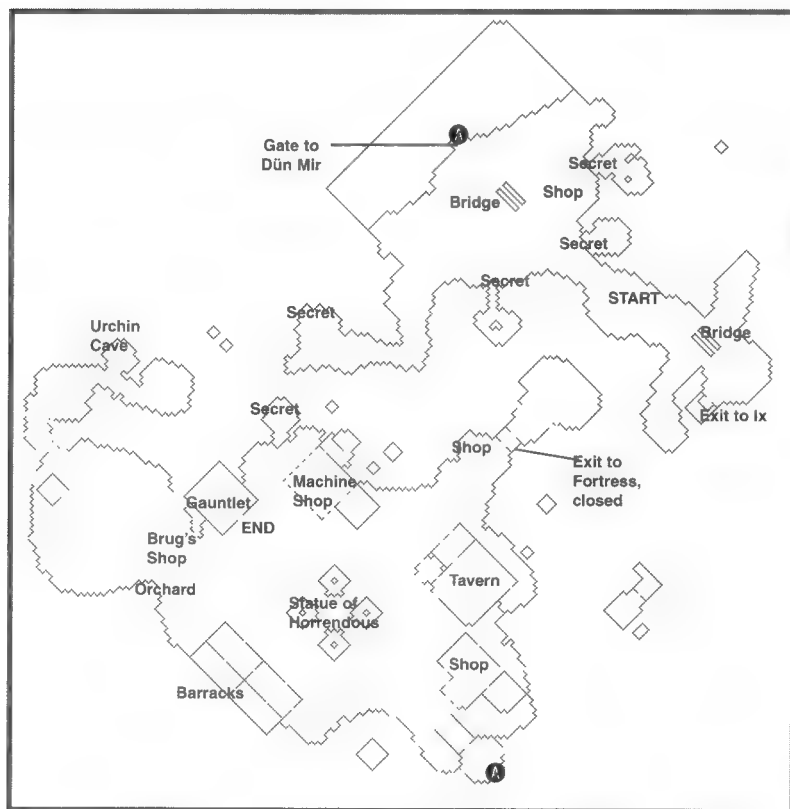 A
Gate to
Dün Mir
Secret
Bridge
Shop
Secret
Secret
START
Secret
Urchin
Cave
Bridge
Secret
Exit to Ix
Shop
Exit to
Fortress,
closed
Machine
Shop
Gauntlet
END
Brug's
Shop
Orchard
Tavern
Statue of
Horrendous
Shop
Barracks
A